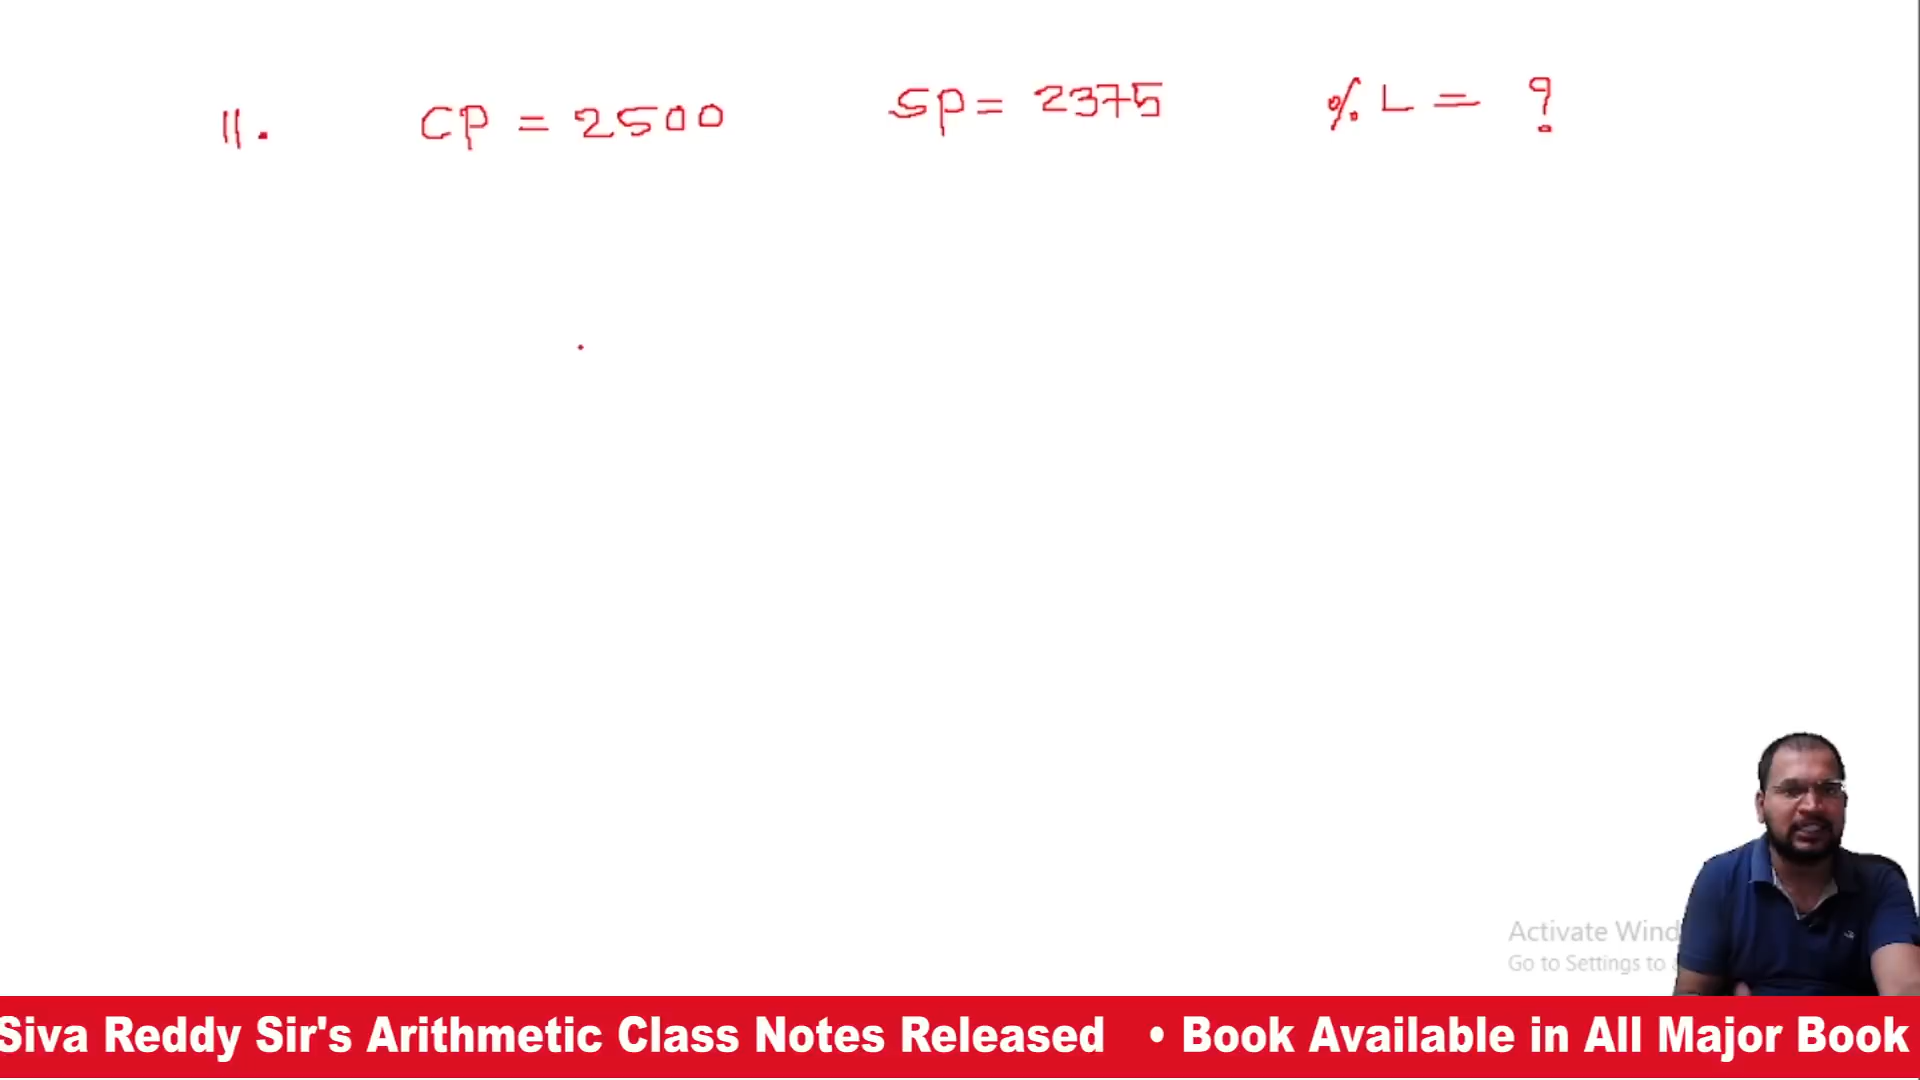 11. CP = 2500 SP = 2375 % L = ?
Activate Wind
Go to Settings to
Siva Reddy Sir's Arithmetic Class Notes Released • Book Available in All Major Book